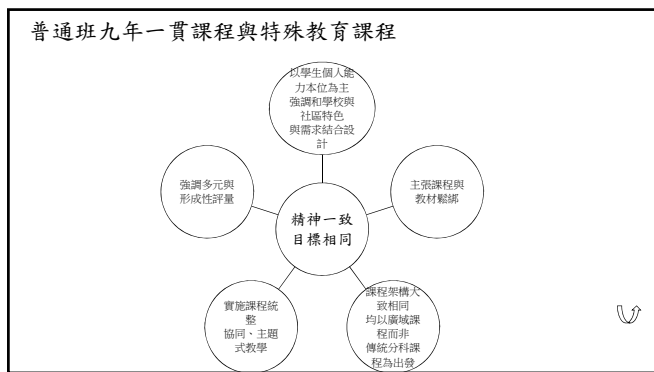 普通班九年一貫課程與特殊教育課程
以學生個人能
力本位為主
強調和學校與
社區特色
與需求結合設
計
強調多元與
形成性評量
主張課程與
教材鬆綁
精神一致
目標相同
實施課程統
整
協同、主題
式教學
課程架構大
致相同
均以廣域課
程而非
傳統分科課
程為出發